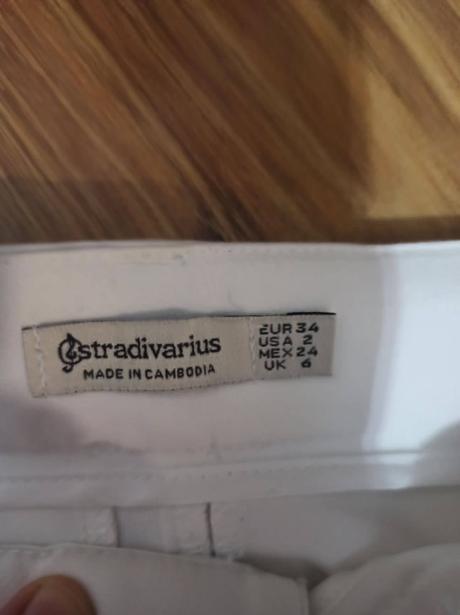 stradivarius
MADE IN CAMBODIA
EUR 34
USA 2
MEX 24
UK 6